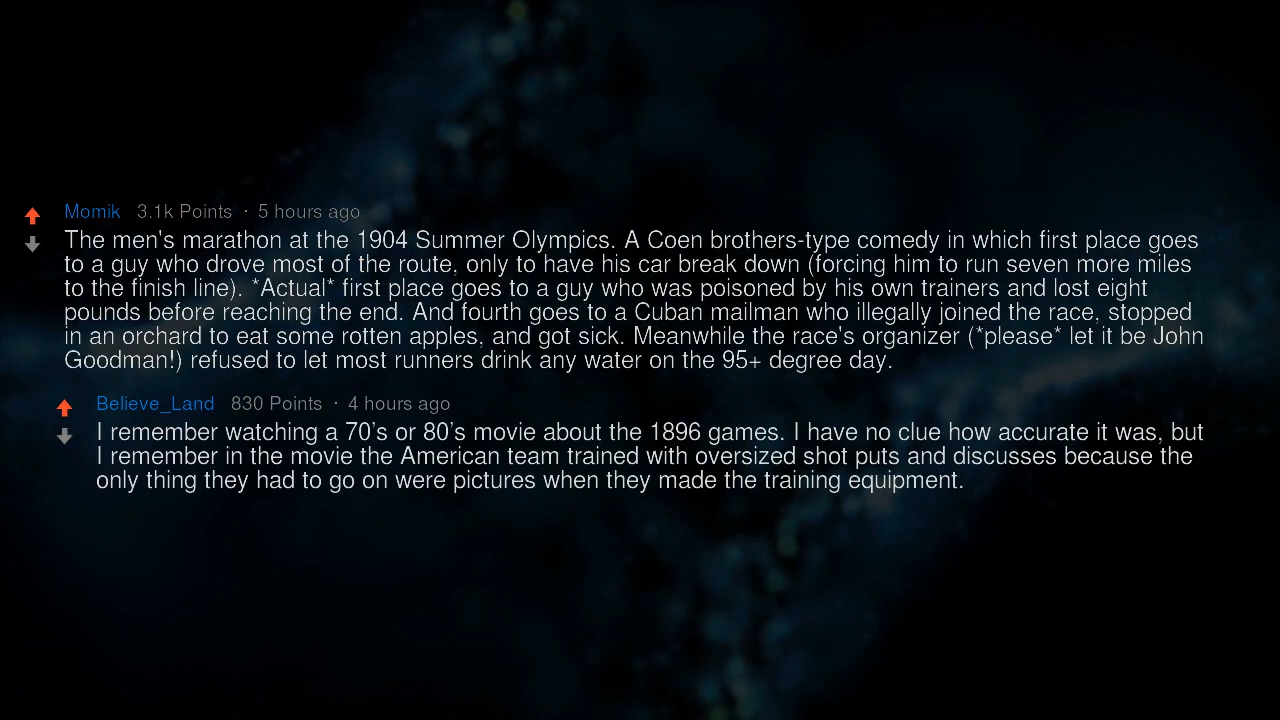 Momik 3.1k Points · 5 hours ago
The men's marathon at the 1904 Summer Olympics. A Coen brothers-type comedy in which first place goes
to a guy who drove most of the route, only to have his car break down (forcing him to run seven more miles
to the finish line). *Actual* first place goes to a guy who was poisoned by his own trainers and lost eight
pounds before reaching the end. And fourth goes to a Cuban mailman who illegally joined the race, stopped
in an orchard to eat some rotten apples, and got sick. Meanwhile the race's organizer (*please* let it be John
Goodman!) refused to let most runners drink any water on the 95+ degree day.
Believe_Land 830 Points · 4 hours ago
I remember watching a 70’s or 80’s movie about the 1896 games. I have no clue how accurate it was, but
I remember in the movie the American team trained with oversized shot puts and discusses because the
only thing they had to go on were pictures when they made the training equipment.